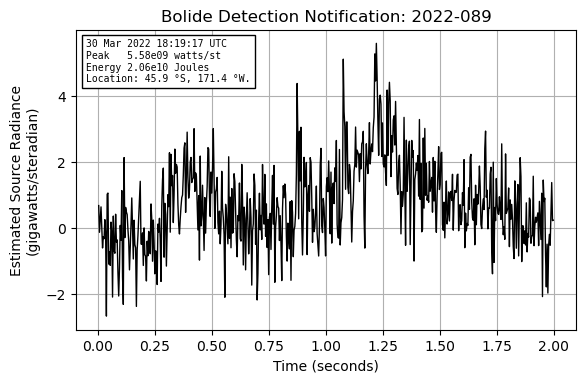 Bolide Detection Notification: 2022-089
30 Mar 2022 18:19:17 UTC
Peak   5.58e09 watts/st
Energy 2.06e10 Joules
Location: 45.9 °S, 171.4 °W.
Estimated Source Radiance
(gigawatts/steradian)
4
2
0
−2
0.00 0.25 0.50 0.75 1.00 1.25 1.50 1.75 2.00
Time (seconds)